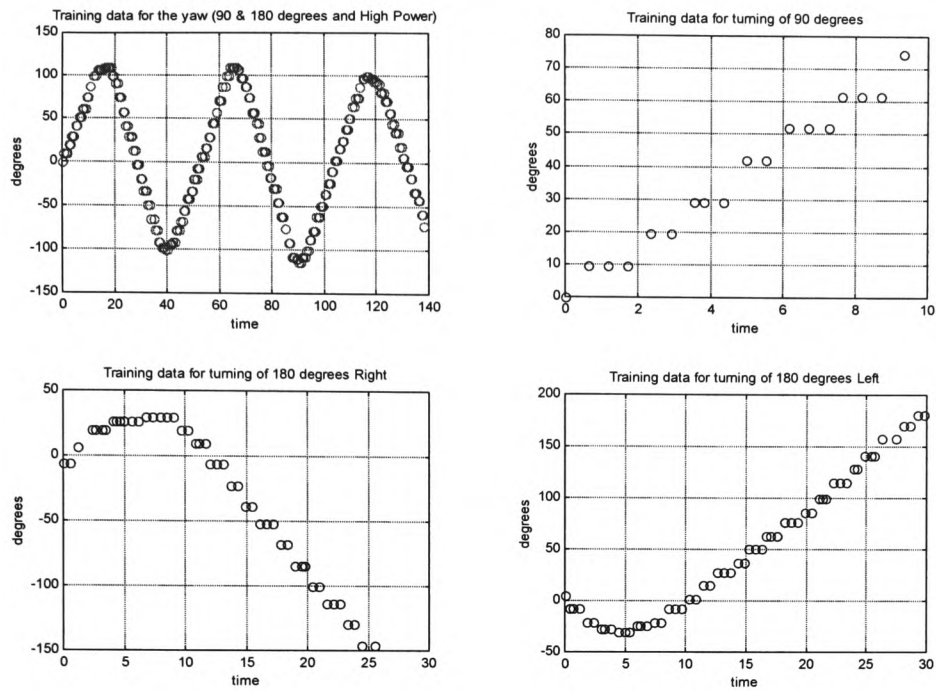 Training data for the yaw (90 & 180 degrees and High Power)
150
100
50
0
-50
-100
-150
degrees
0 20 40 60 80 100 120 140
time
Training data for turning of 90 degrees
80
70
60
50
40
30
20
10
0
degrees
0 2 4 6 8 10
time
Training data for turning of 180 degrees Right
50
0
-50
-100
-150
degrees
0 5 10 15 20 25 30
time
Training data for turning of 180 degrees Left
200
150
100
50
0
-50
degrees
0 5 10 15 20 25 30
time